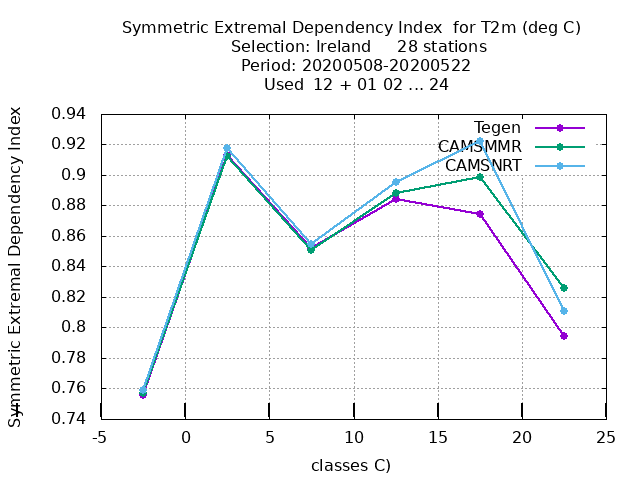 Symmetric Extremal Dependency Index  for T2m (deg C)
Selection: Ireland     28 stations
Period: 20200508-20200522
Used  12 + 01 02 ... 24
Symmetric Extremal Dependency Index
0.94
0.92
0.9
0.88
0.86
0.84
0.82
0.8
0.78
0.76
0.74
Tegen
CAMSMMR
CAMSNRT
-5 0 5 10 15 20 25
classes C)